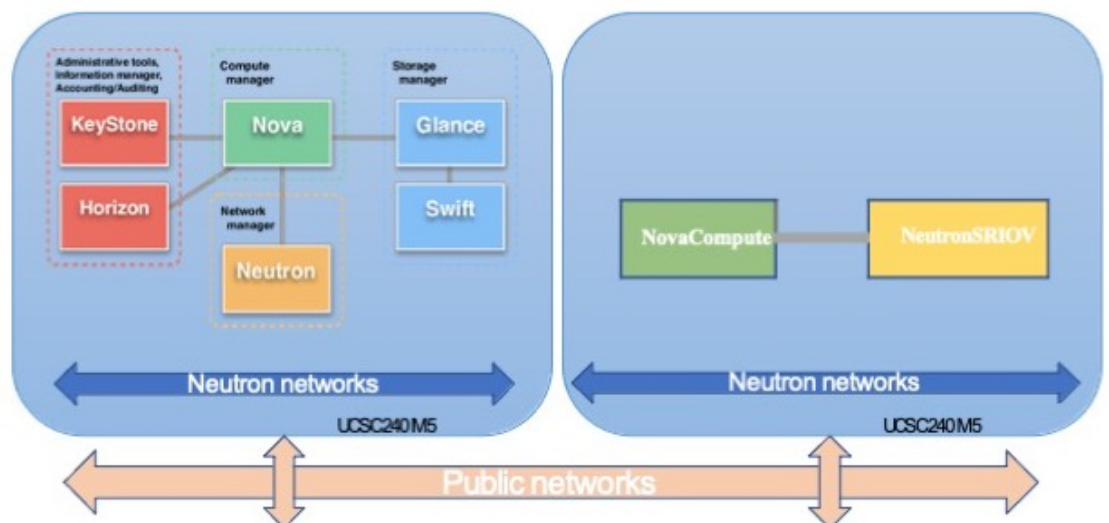 Administrative tools,
Information manager,
Accounting/Auditing
Compute
manager
Storage
manager
KeyStone
Nova
Glance
Horizon
Swift
Network
manager
Neutron
Neutron networks
UCSC240 M5
NovaCompute
NeutronSRIOV
Neutron networks
UCSC240 M5
Public networks